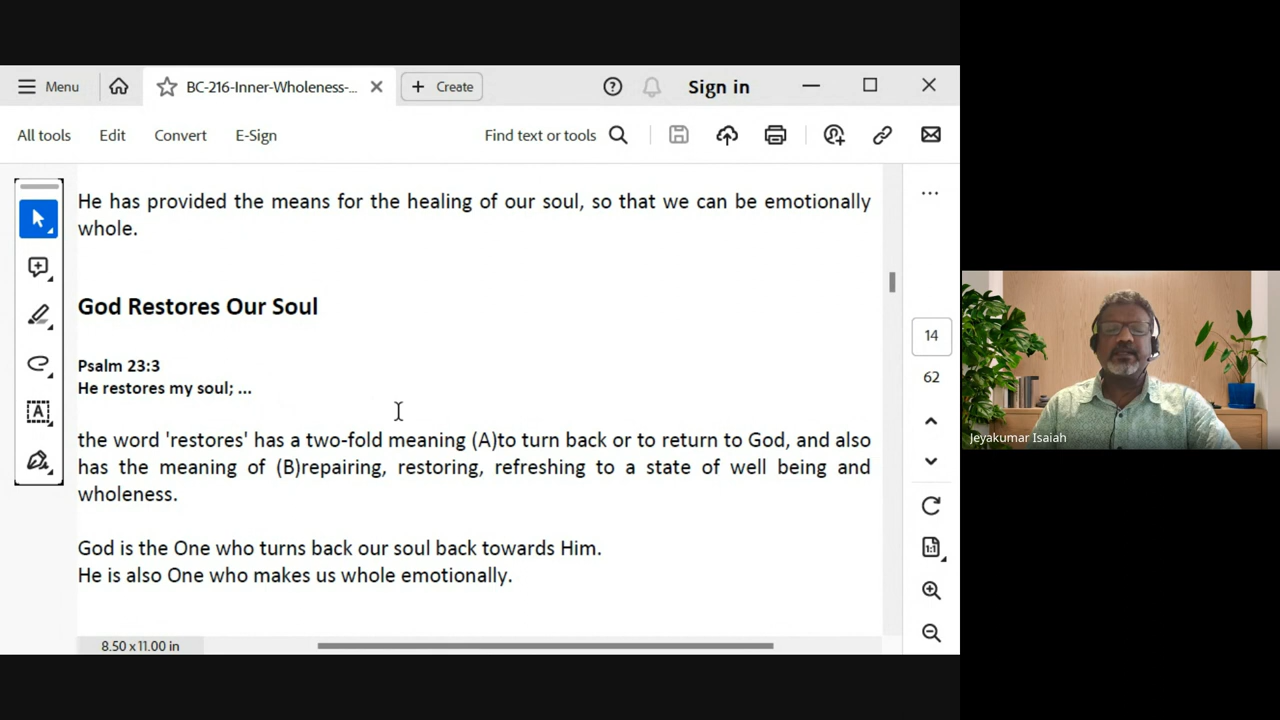 Menu
BC-216-Inner-Wholeness-...
Create
Sign in
All tools
Edit
Convert
E-Sign
Find text or tools
He has provided the means for the healing of our soul, so that we can be emotionally
whole.
God Restores Our Soul
Psalm 23:3
He restores my soul; ...
the word 'restores' has a two-fold meaning (A)to turn back or to return to God, and also
has the meaning of (B)repairing, restoring, refreshing to a state of well being and
wholeness.
God is the One who turns back our soul back towards Him.
He is also One who makes us whole emotionally.
8.50 x 11.00 in
14
62
1:1
Jeyakumar Isaiah